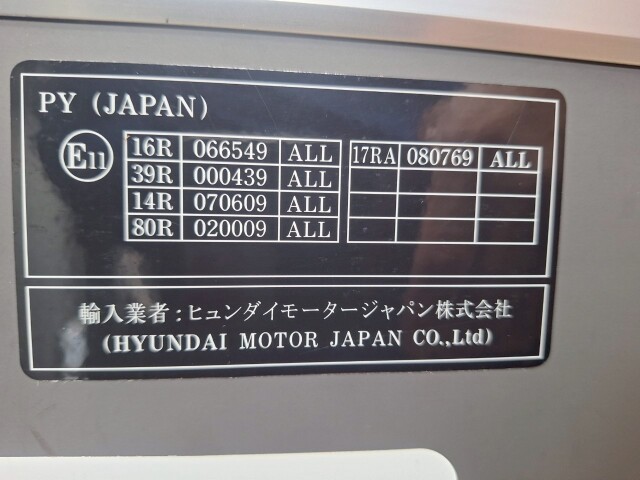 PY (JAPAN)
E11
16R 066549 ALL 17RA 080769 ALL
39R 000439 ALL
14R 070609 ALL
80R 020009 ALL
輸入業者:ヒュンダイモータージャパン株式会社
(HYUNDAI MOTOR JAPAN CO.,Ltd)